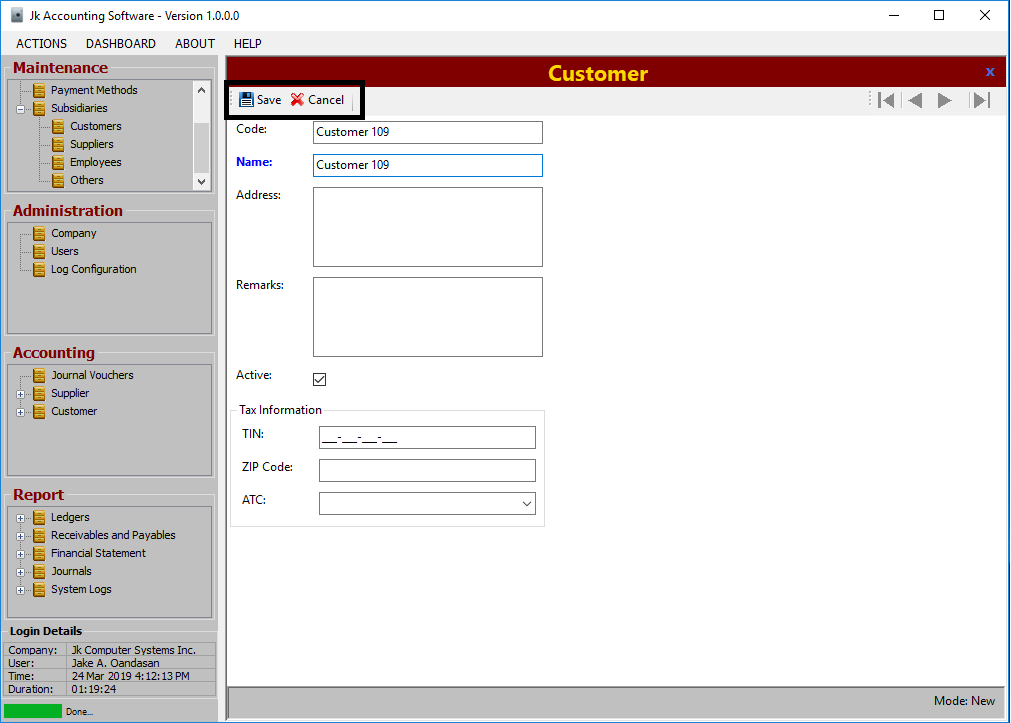 Jk Accounting Software - Version 1.0.0.0
ACTIONS DASHBOARD ABOUT HELP
Maintenance
Payment Methods
Subsidiaries
Customers
Suppliers
Employees
Others
Administration
Company
Users
Log Configuration
Accounting
Journal Vouchers
Supplier
Customer
Report
Ledgers
Receivables and Payables
Financial Statement
Journals
System Logs
Login Details
Company: Jk Computer Systems Inc.
User: Jake A. Oandasan
Time: 24 Mar 2019 4:12:13 PM
Duration: 01:19:24
Done...
Customer x
Save Cancel
Code: Customer 109
Name: Customer 109
Address:
Remarks:
Active:
Tax Information
TIN: __-__-__-__
ZIP Code:
ATC:
Mode: New